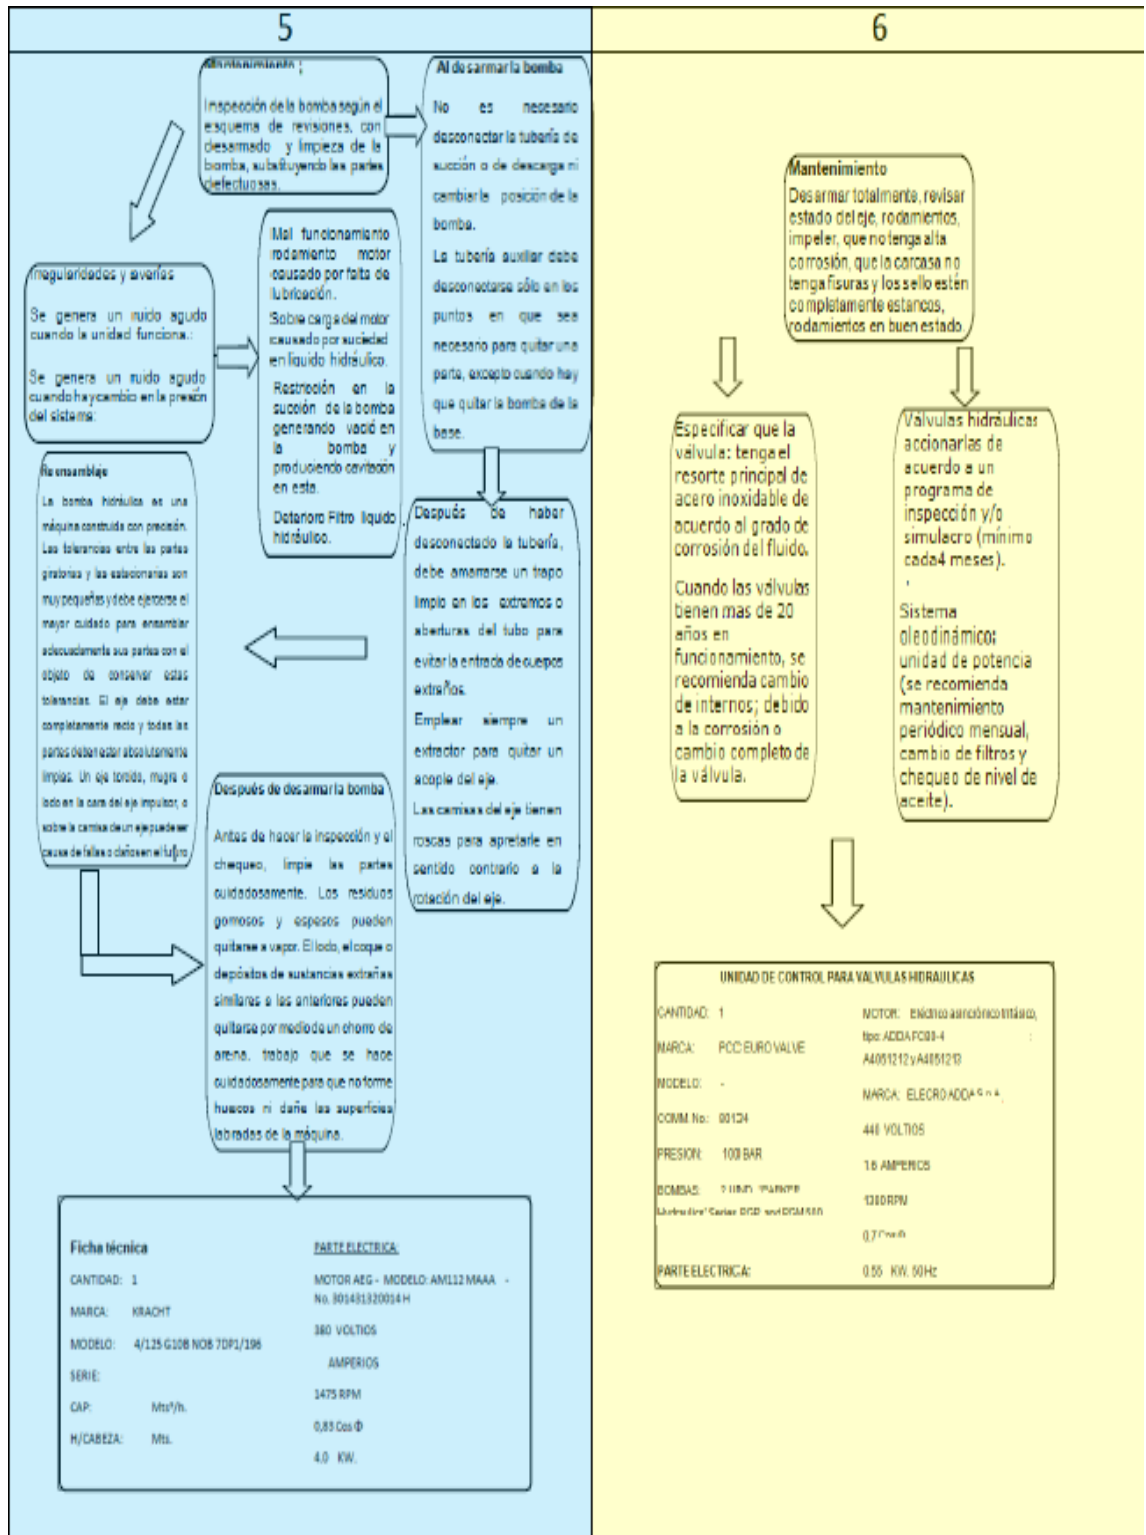 5
Mantenimiento :
Inspección de la bomba según el
esquema de revisiones, con
desarmado y limpieza de la
bomba, substituyendo las partes
defectuosas.
Al desarmar la bomba
No es necesario
desconectar la tubería de
succión o de descarga ni
cambiar la posición de la
bomba.
La tubería auxiliar debe
desconectarse sólo en los
puntos en que sea
necesario para quitar una
parte, excepto cuando hay
que quitar la bomba de la
base.
Irregularidades y averías
Se genera un ruido agudo
cuando la unidad funciona.:
Se genera un ruido agudo
cuando hay cambio en la presión
del sistema:
Mal funcionamiento
rodamiento motor
causado por falta de
lubricación.
Sobre carga del motor
causado por suciedad
en liquido hidráulico.
Restricción en la
succión de la bomba
generando vació en
la bomba y
produciendo cavitación
en esta.
Deterioro Filtro liquido
hidráulico.
Después de haber
desconectado la tubería,
debe amarrarse un trapo
limpio en los extremos o
aberturas del tubo para
evitar la entrada de cuerpos
extraños.
Emplear siempre un
extractor para quitar un
acople del eje.
Las camisas del eje tienen
roscas para apretarle en
sentido contrario a la
rotación del eje.
Re ensamblaje
La bomba hidráulica es una
máquina construida con precisión.
Las tolerancias entre las partes
giratorias y las estacionarias son
muy pequeñas y debe ejercerse el
mayor cuidado para ensamblar
adecuadamente sus partes con el
objeto de conservar estas
tolerancias. El eje debe estar
completamente recto y todas las
partes deben estar absolutamente
limpias. Un eje torcido, mugre o
lodo en la cara del eje impulsor, o
sobre la camisa de un eje puede ser
causa de fallas o daños en el futuro
Después de desarmar la bomba
Antes de hacer la inspección y el
chequeo, limpie las partes
cuidadosamente. Los residuos
gomosos y espesos pueden
quitarse a vapor. El lodo, el coque o
depósitos de sustancias extrañas
similares a las anteriores pueden
quitarse por medio de un chorro de
arena, trabajo que se hace
cuidadosamente para que no forme
huecos ni dañe las superficies
labradas de la máquina.
Ficha técnica
CANTIDAD: 1
MARCA: KRACHT
MODELO: 4/125 G10B NOB 7DP1/196
SERIE:
CAP: Mts³/h.
H/CABEZA: Mts.
PARTE ELECTRICA:
MOTOR AEG - MODELO: AM112 MAAA -
No. 301431320014 H
380 VOLTIOS
AMPERIOS
1475 RPM
0,83 Cos Φ
4.0 KW.
6
Mantenimiento
Desarmar totalmente, revisar
estado del eje, rodamientos,
impeler, que no tenga alta
corrosión, que la carcasa no
tenga fisuras y los sello estén
completamente estancos,
rodamientos en buen estado.
Especificar que la
válvula: tenga el
resorte principal de
acero inoxidable de
acuerdo al grado de
corrosión del fluido.
Cuando las válvulas
tienen mas de 20
años en
funcionamiento, se
recomienda cambio
de internos; debido
a la corrosión o
cambio completo de
la válvula.
Válvulas hidráulicas
accionarlas de
acuerdo a un
programa de
inspección y/o
simulacro (mínimo
cada4 meses).
Sistema
oleodinámico:
unidad de potencia
(se recomienda
mantenimiento
periódico mensual,
cambio de filtros y
chequeo de nivel de
aceite).
UNIDAD DE CONTROL PARA VALVULAS HIDRAULICAS
CANTIDAD: 1
MARCA: PCC EURO VALVE
MODELO: -
COMM. No.: 90124
PRESION: 100 BAR
BOMBAS:
PARTE ELECTRICA:
MOTOR: Eléctrico asincrónico trifásico,
tipo: ADDA FC80-4 :
A4051212 y A4051213
MARCA: ELECRO ADDA
440 VOLTIOS
1.6 AMPERIOS
RPM
0,7
0.55 KW. 50Hz